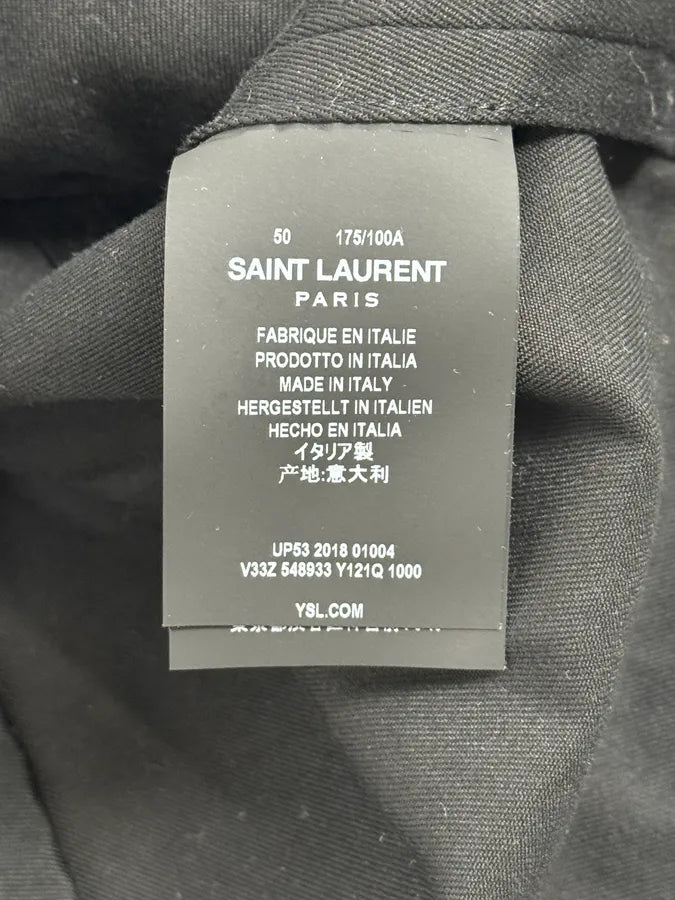 50 175/100A
SAINT LAURENT
PARIS
FABRIQUE EN ITALIE
PRODOTTO IN ITALIA
MADE IN ITALY
HERGESTELLT IN ITALIEN
HECHO EN ITALIA
イタリア製
产地:意大利
UP53 2018 01004
V33Z 548933 Y121Q 1000
YSL.COM